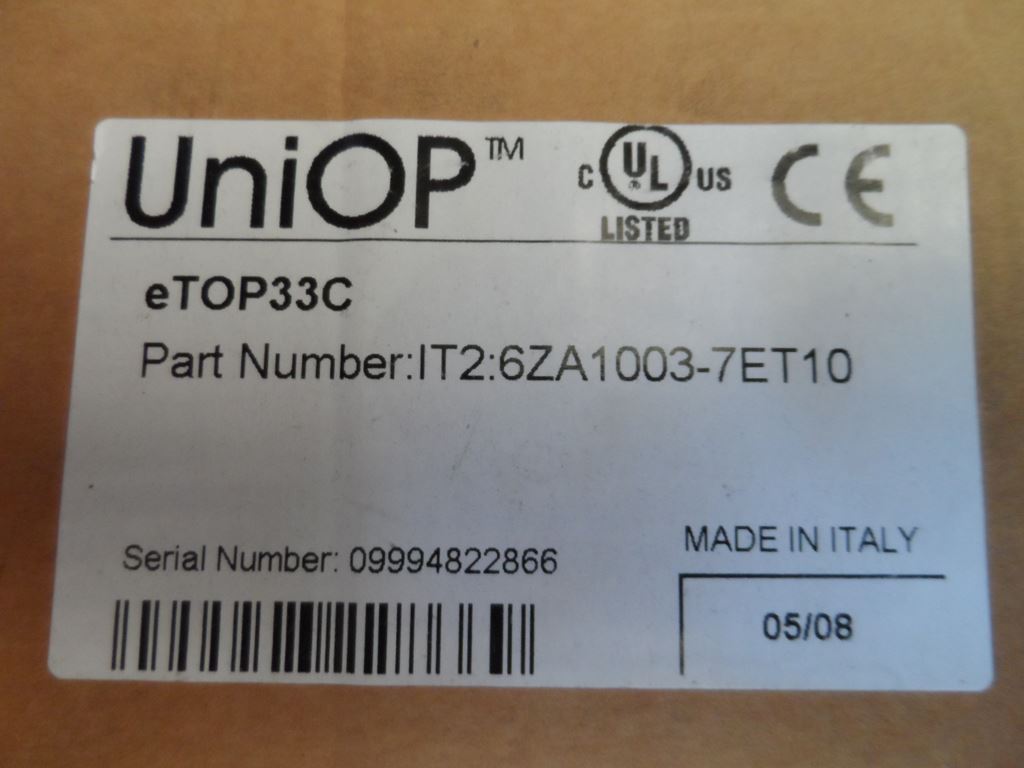 UniOP™
C UL® US
LISTED
CE
eTOP33C
Part Number:IT2:6ZA1003-7ET10
Serial Number: 09994822866
MADE IN ITALY
05/08